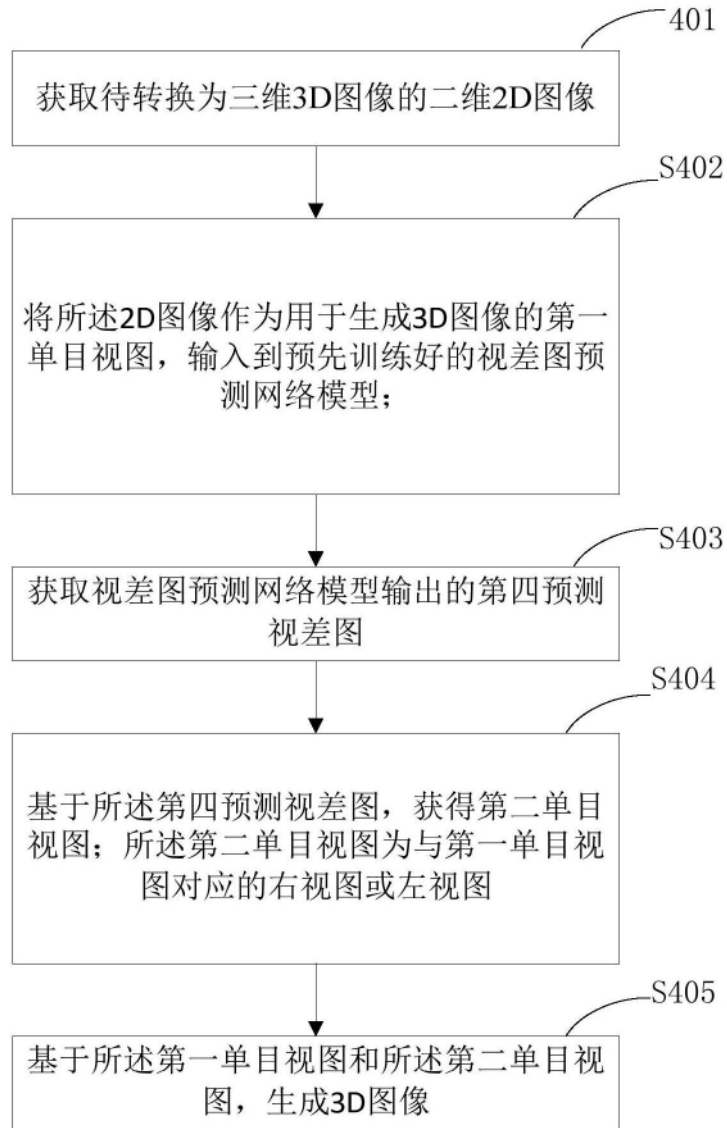 401
获取待转换为三维3D图像的二维2D图像
S402
将所述2D图像作为用于生成3D图像的第一
单目视图，输入到预先训练好的视差图预
测网络模型；
S403
获取视差图预测网络模型输出的第四预测
视差图
S404
基于所述第四预测视差图，获得第二单目
视图；所述第二单目视图为与第一单目视
图对应的右视图或左视图
S405
基于所述第一单目视图和所述第二单目视
图，生成3D图像